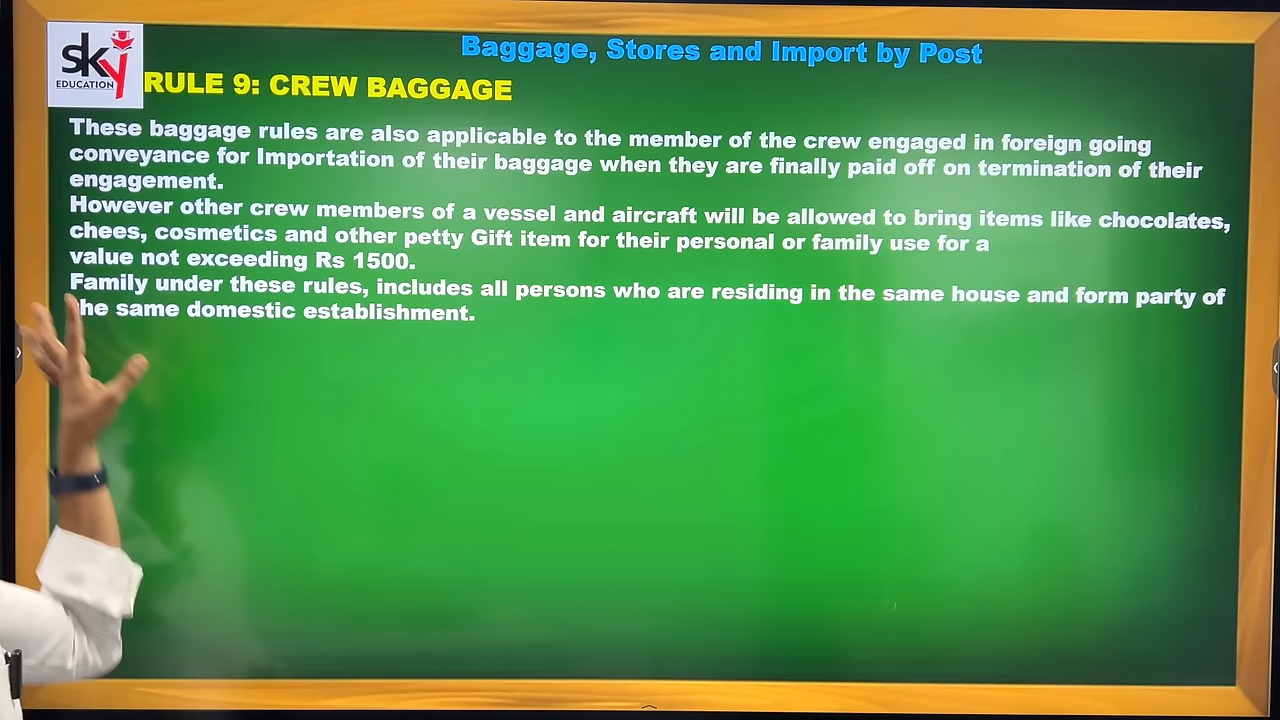 sky
EDUCATION
Baggage, Stores and Import by Post
RULE 9: CREW BAGGAGE
These baggage rules are also applicable to the member of the crew engaged in foreign going
conveyance for Importation of their baggage when they are finally paid off on termination of their
engagement.
However other crew members of a vessel and aircraft will be allowed to bring items like chocolates,
chees, cosmetics and other petty Gift item for their personal or family use for a
value not exceeding Rs 1500.
Family under these rules, includes all persons who are residing in the same house and form party of
the same domestic establishment.